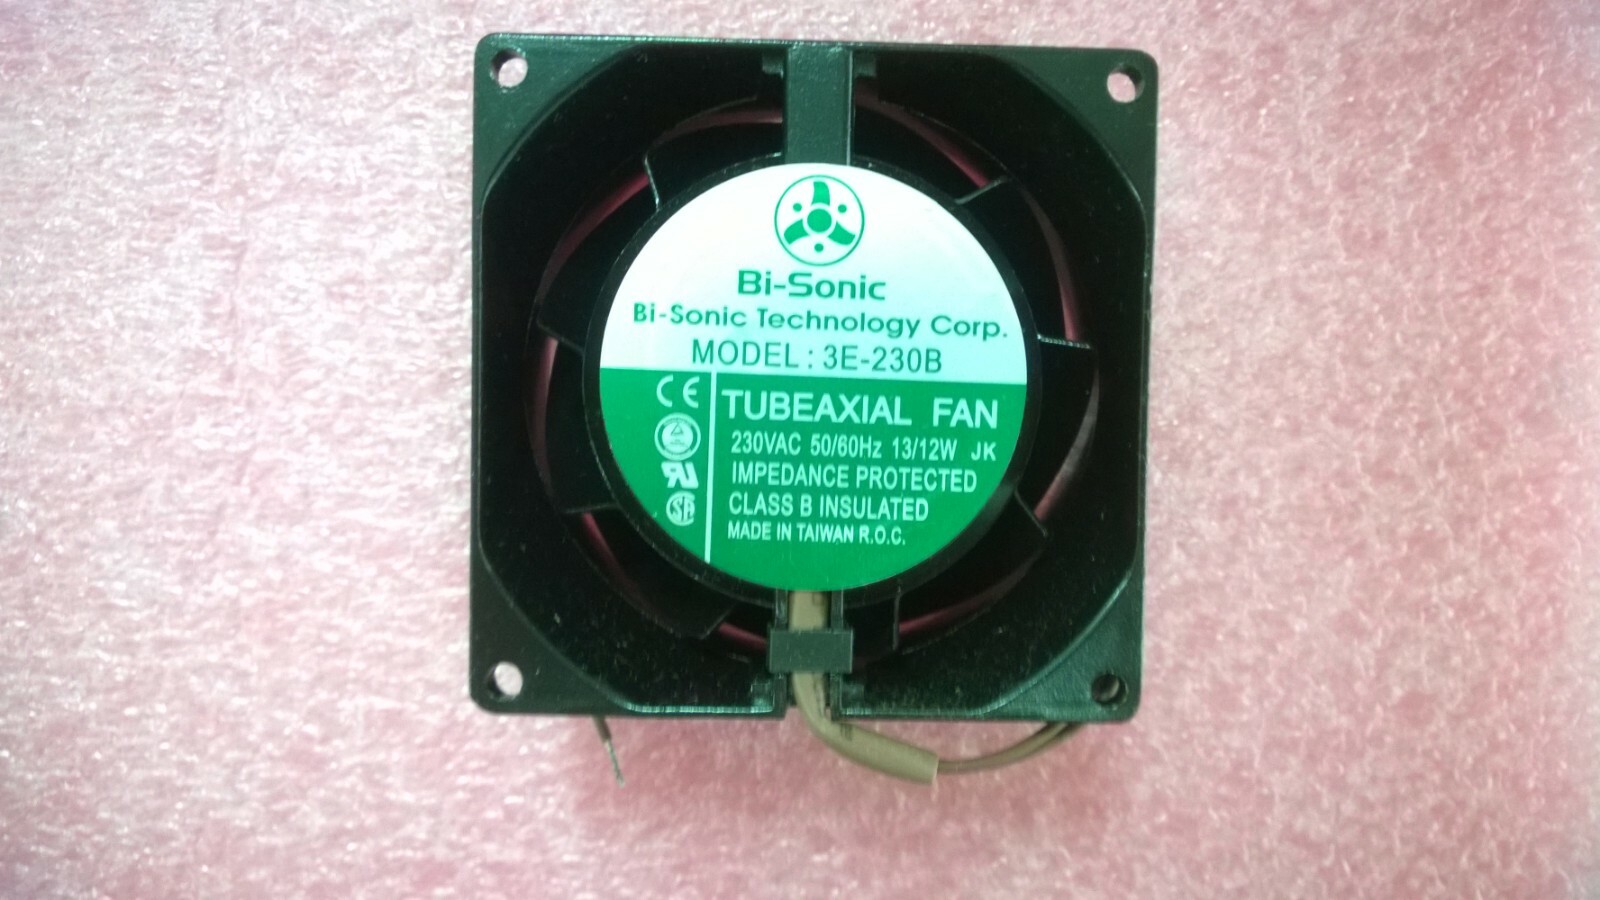 Bi-Sonic
Bi-Sonic Technology Corp.
MODEL : 3E-230B
CE
TUBEAXIAL FAN
230VAC 50/60Hz 13/12W JK
IMPEDANCE PROTECTED
CLASS B INSULATED
MADE IN TAIWAN R.O.C.